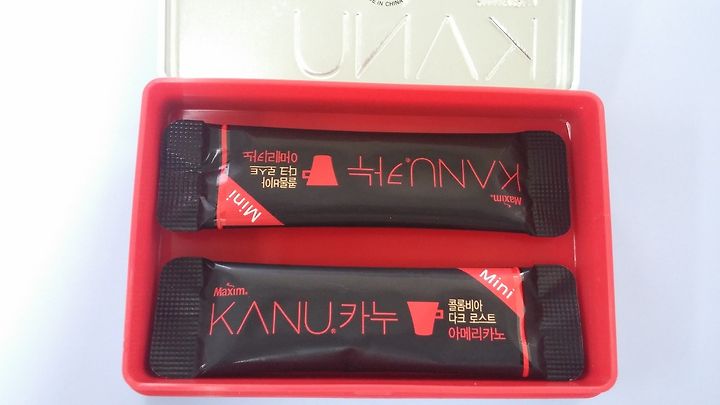 MADE IN CHINA
KANU
Maxim
KANU 카누
Mini
콜롬비아
다크 로스트
아메리카노
Maxim
KANU 카누
Mini
콜롬비아
다크 로스트
아메리카노